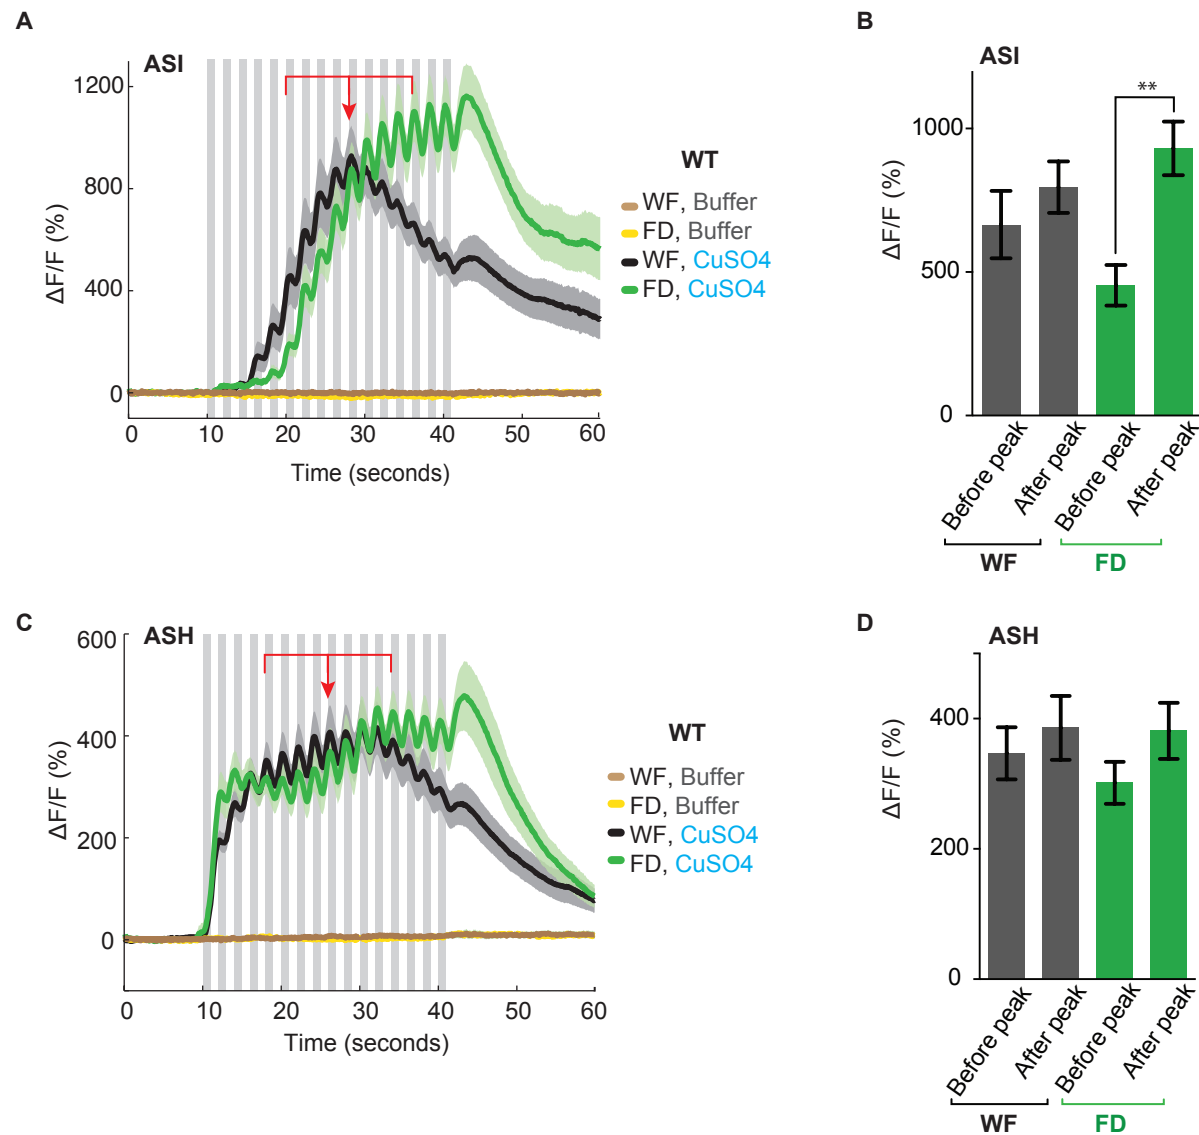 A
ASI
1200
800
400
0
ΔF/F (%)
0
10
20
30
40
50
60
Time (seconds)
WT
WF, Buffer
FD, Buffer
WF, CuSO4
FD, CuSO4
B
ASI
**
1000
500
0
ΔF/F (%)
Before peak
After peak
Before peak
After peak
WF
FD
C
ASH
600
400
200
0
ΔF/F (%)
0
10
20
30
40
50
60
Time (seconds)
WT
WF, Buffer
FD, Buffer
WF, CuSO4
FD, CuSO4
D
ASH
400
200
0
ΔF/F (%)
Before peak
After peak
Before peak
After peak
WF
FD